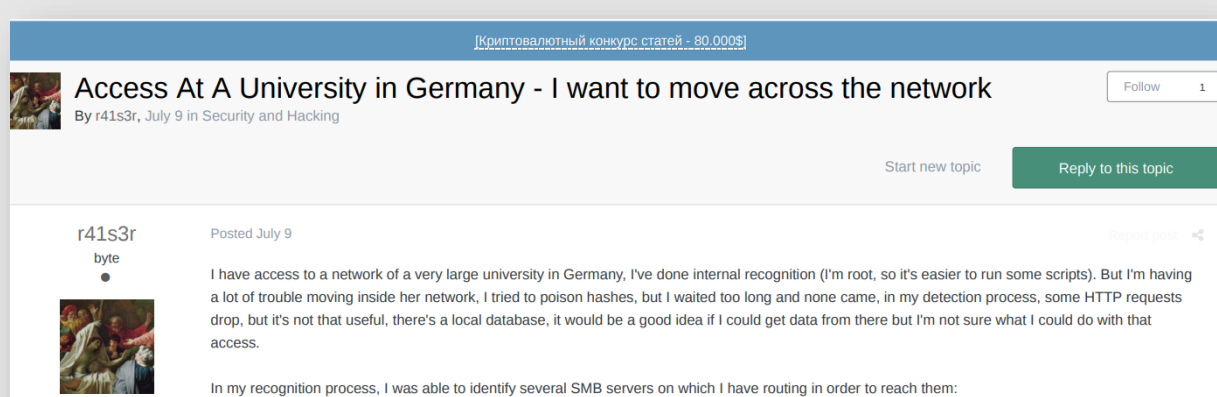 [Криптовалютный конкурс статей - 80.000$]
Access At A University in Germany - I want to move across the network
By r41s3r, July 9 in Security and Hacking
Follow 1
Start new topic
Reply to this topic
r41s3r
byte
Posted July 9
Report post
I have access to a network of a very large university in Germany, I've done internal recognition (I'm root, so it's easier to run some scripts). But I'm having
a lot of trouble moving inside her network, I tried to poison hashes, but I waited too long and none came, in my detection process, some HTTP requests
drop, but it's not that useful, there's a local database, it would be a good idea if I could get data from there but I'm not sure what I could do with that
access.
In my recognition process, I was able to identify several SMB servers on which I have routing in order to reach them: